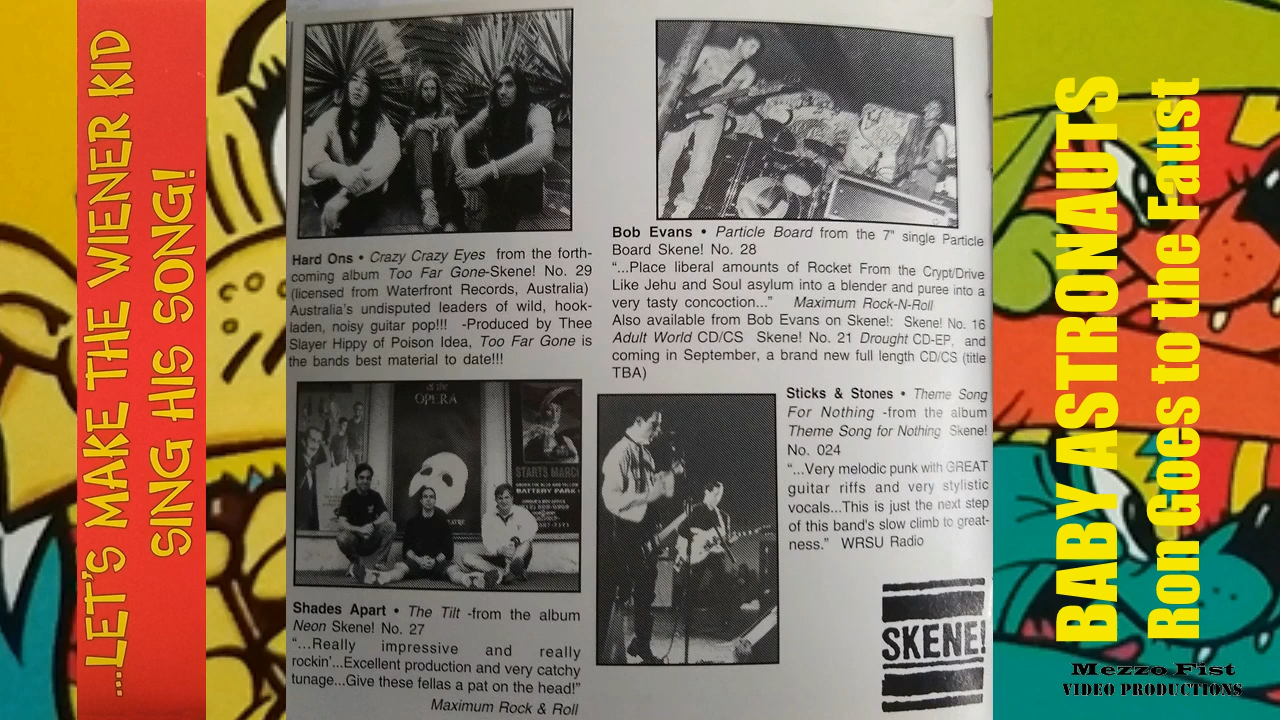 ...LET'S MAKE THE WIENER KID
SING HIS SONG!
Hard Ons • Crazy Crazy Eyes from the forth-
coming album Too Far Gone-Skene! No. 29
(licensed from Waterfront Records, Australia)
Australia's undisputed leaders of wild, hook-
laden, noisy guitar pop!!! -Produced by Thee
Slayer Hippy of Poison Idea, Too Far Gone is
the bands best material to date!!!
of the
OPERA
STARTS MARCH
BATTERY PARK
Shades Apart • The Tilt -from the album
Neon Skene! No. 27
“...Really impressive and really
rockin'...Excellent production and very catchy
tunage...Give these fellas a pat on the head!”
Maximum Rock & Roll
Bob Evans • Particle Board from the 7" single Particle
Board Skene! No. 28
“...Place liberal amounts of Rocket From the Crypt/Drive
Like Jehu and Soul asylum into a blender and puree into a
very tasty concoction...” Maximum Rock-N-Roll
Also available from Bob Evans on Skene!: Skene! No. 16
Adult World CD/CS Skene! No. 21 Drought CD-EP, and
coming in September, a brand new full length CD/CS (title
TBA)
Sticks & Stones • Theme Song
For Nothing -from the album
Theme Song for Nothing Skene!
No. 024
“...Very melodic punk with GREAT
guitar riffs and very stylistic
vocals...This is just the next step
of this band's slow climb to great-
ness.” WRSU Radio
SKENE!
BABY ASTRONAUTS
Ron Goes to the Faust
Mezzo Fist
VIDEO PRODUCTIONS